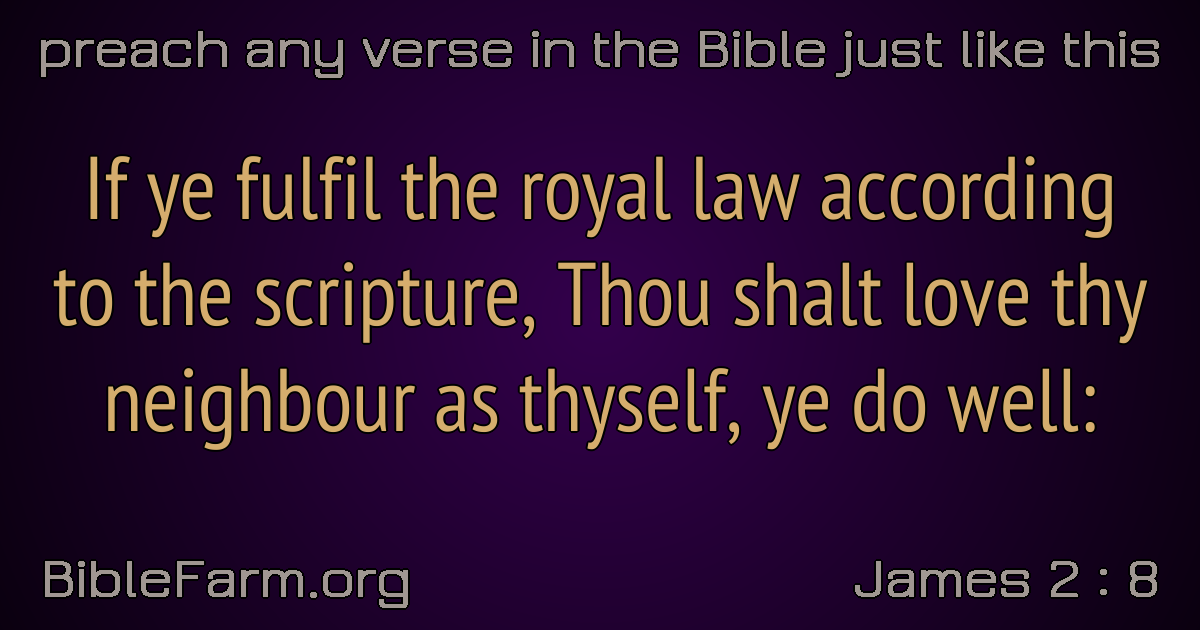 preach any verse in the Bible just like this
If ye fulfil the royal law according
to the scripture, Thou shalt love thy
neighbour as thyself, ye do well:
BibleFarm.org
James 2 : 8